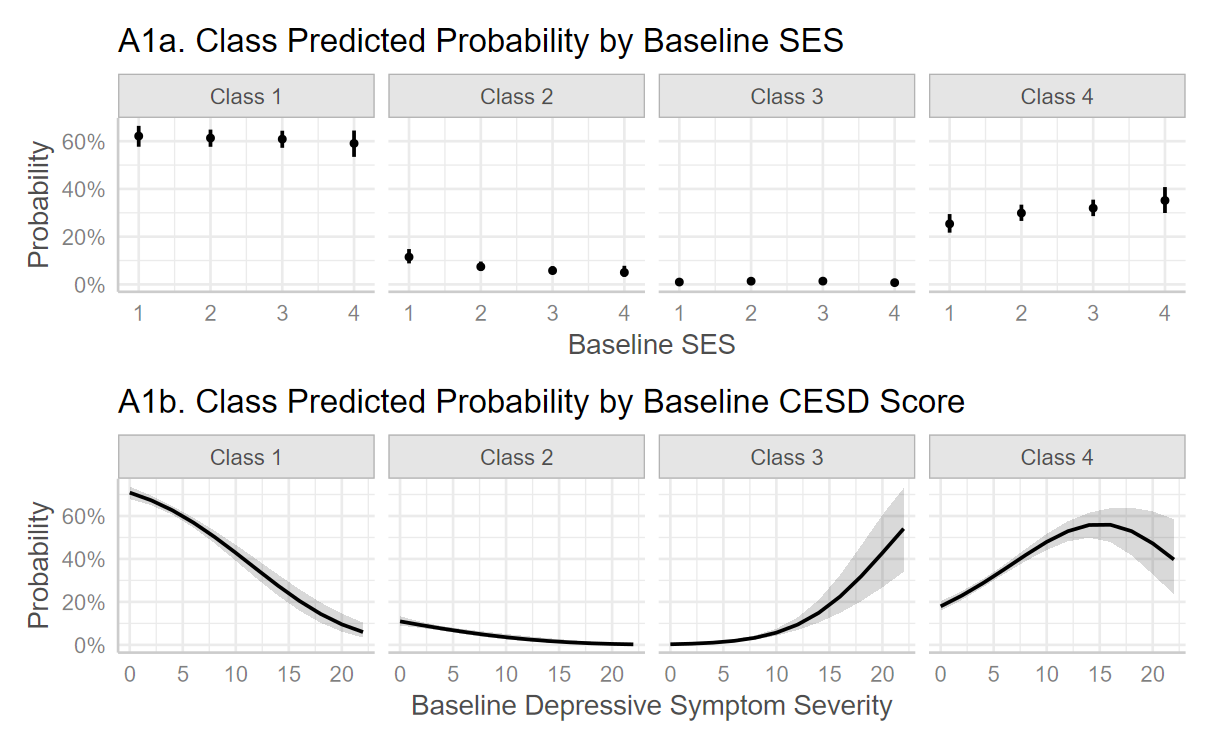 A1a. Class Predicted Probability by Baseline SES
Class 1 Class 2 Class 3 Class 4
Probability
60%
40%
20%
0%
1 2 3 4 1 2 3 4 1 2 3 4 1 2 3 4
Baseline SES
A1b. Class Predicted Probability by Baseline CESD Score
Class 1 Class 2 Class 3 Class 4
Probability
60%
40%
20%
0%
0 5 10 15 20 0 5 10 15 20 0 5 10 15 20 0 5 10 15 20
Baseline Depressive Symptom Severity